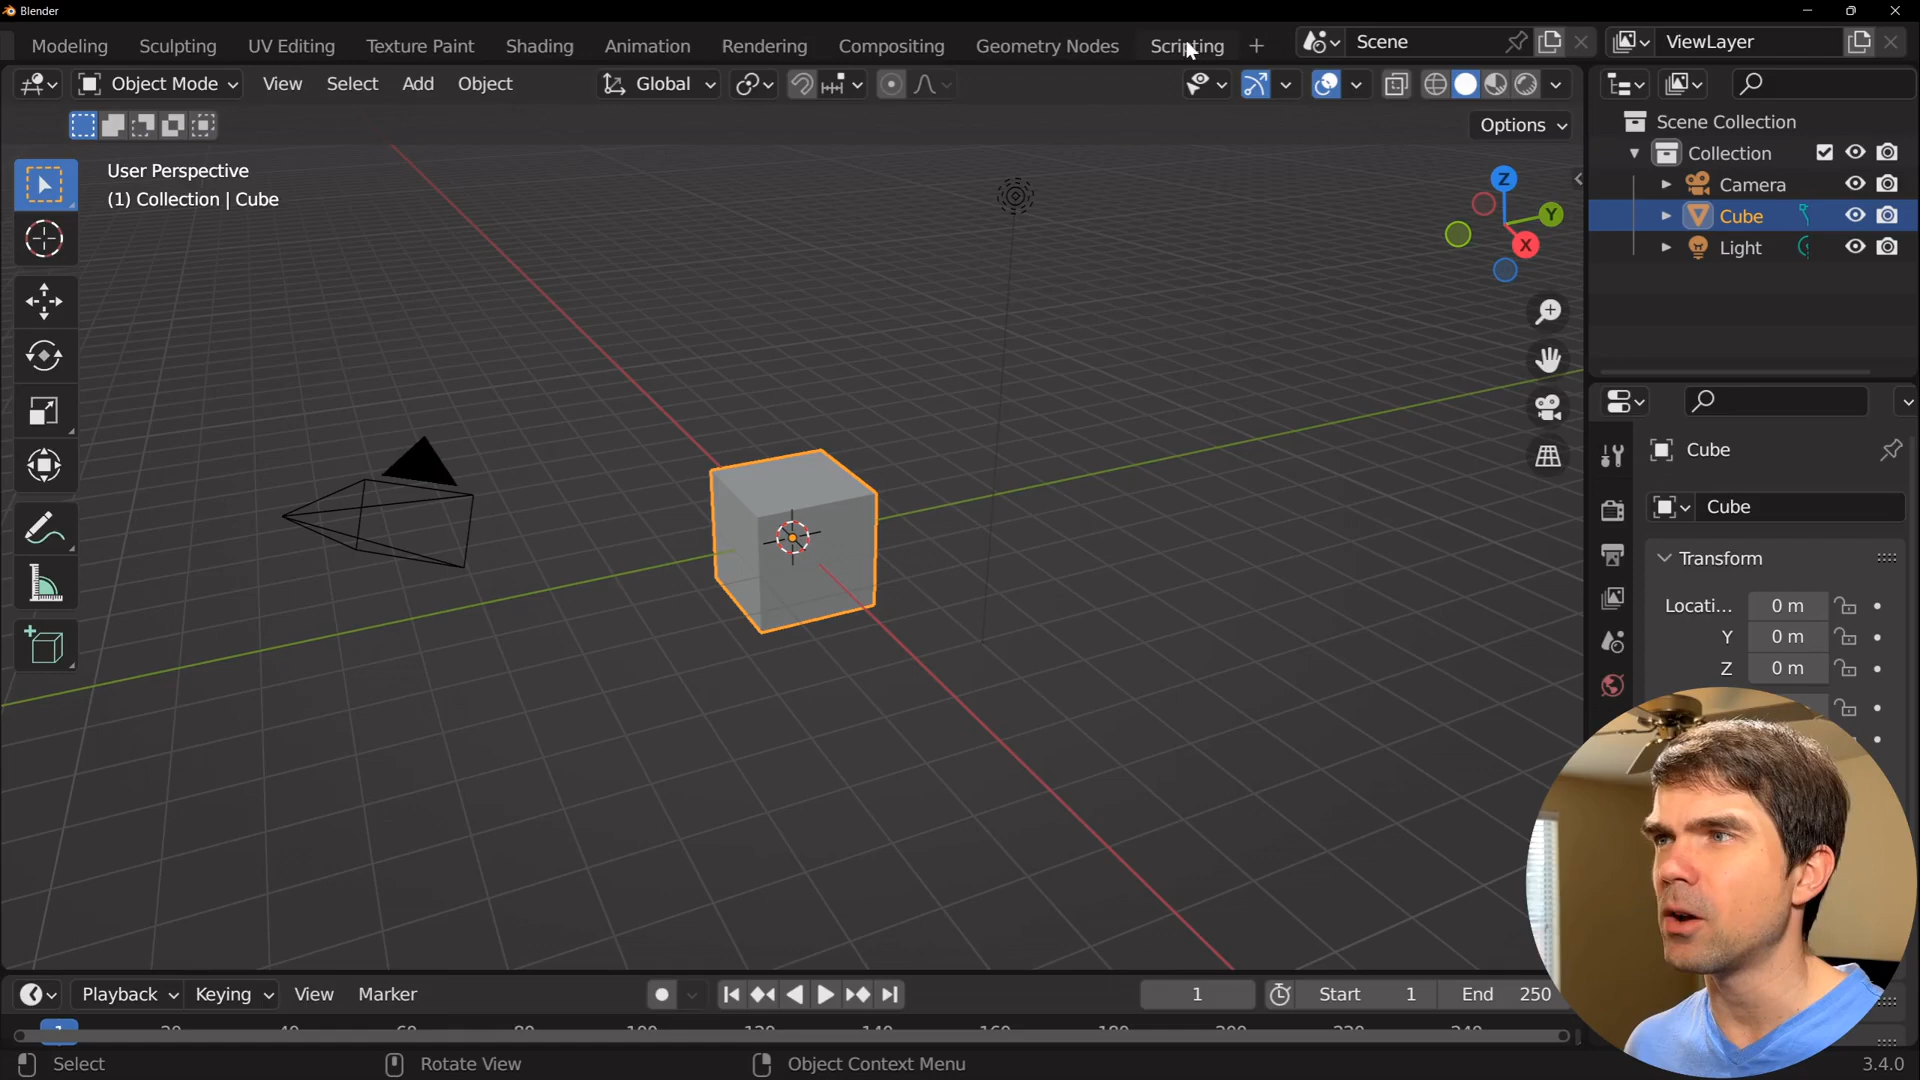 Blender
Modeling Sculpting UV Editing Texture Paint Shading Animation Rendering Compositing Geometry Nodes Scripting + Scene ViewLayer
Object Mode View Select Add Object Global
Options
User Perspective
(1) Collection | Cube
Z
Y
X
Scene Collection
Collection
Camera
Cube
Light
Cube
Cube
Transform
Locati... 0 m
Y 0 m
Z 0 m
Playback Keying View Marker 1 Start 1 End 250
1
Select Rotate View Object Context Menu 3.4.0